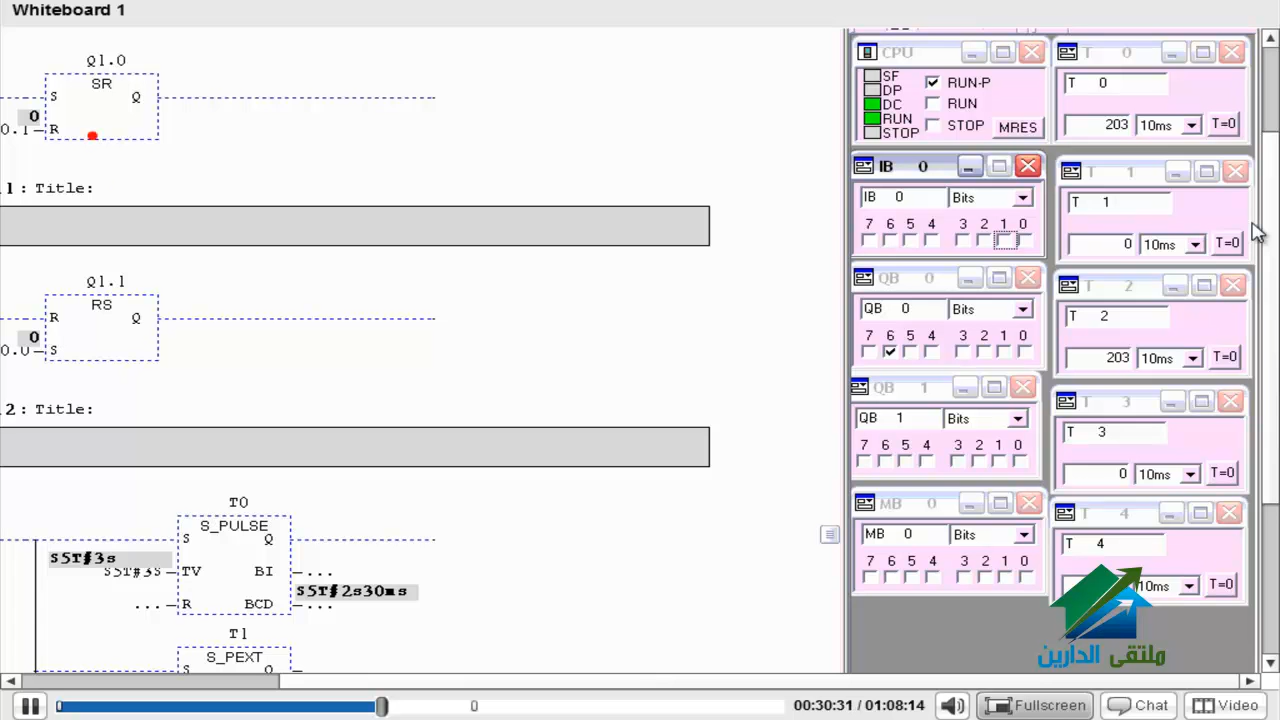 Whiteboard 1
Q1.0
SR
S
Q
0
0.1
R
1 : Title:
Q1.1
RS
R
Q
0
0.0
S
2 : Title:
T0
S_PULSE
S
Q
S5T#3s
S5T#3S
TV
BI
...
S5T#2s30ms
...
R
BCD
...
T1
S_PEXT
S
Q
CPU
SF
DP
DC
RUN
STOP
RUN-P
RUN
STOP
MRES
IB 0
IB 0
Bits
7 6 5 4 3 2 1 0
QB 0
QB 0
Bits
7 6 5 4 3 2 1 0
QB 1
QB 1
Bits
7 6 5 4 3 2 1 0
MB 0
MB 0
Bits
7 6 5 4 3 2 1 0
T 0
T 0
203
10ms
T=0
T 1
T 1
0
10ms
T=0
T 2
T 2
203
10ms
T=0
T 3
T 3
0
10ms
T=0
T 4
T 4
10ms
T=0
ملتقى الدارين
0
00:30:31 / 01:08:14
Fullscreen
Chat
Video